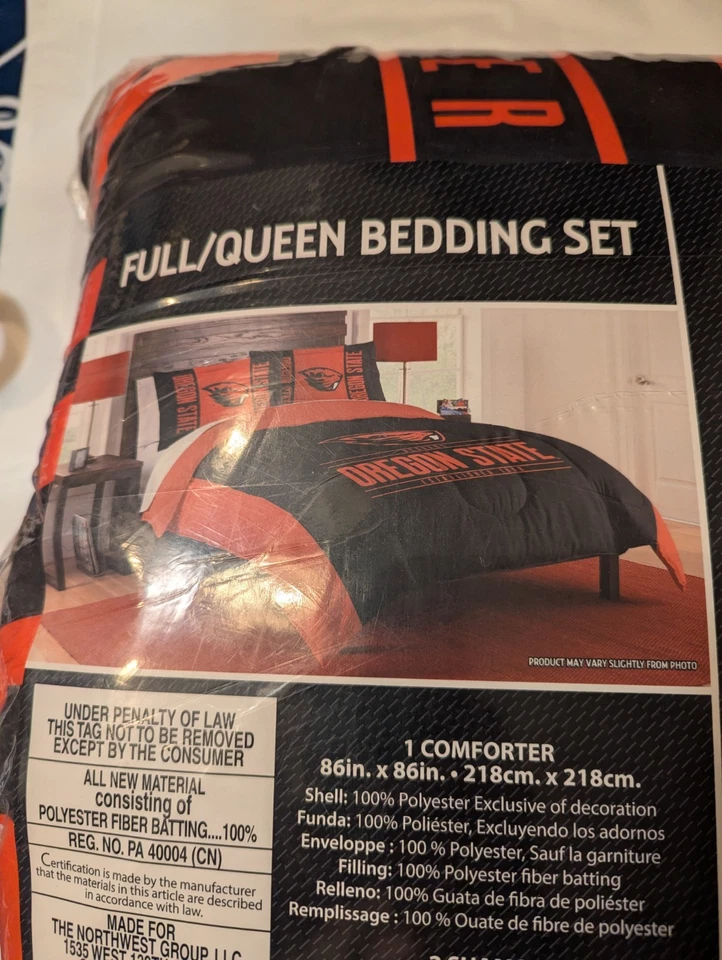 ER
FULL/QUEEN BEDDING SET
OREGON STATE
OREGON STATE
OREGON STATE
OREGON STATE
PRODUCT MAY VARY SLIGHTLY FROM PHOTO
UNDER PENALTY OF LAW
THIS TAG NOT TO BE REMOVED
EXCEPT BY THE CONSUMER
ALL NEW MATERIAL
consisting of
POLYESTER FIBER BATTING....100%
REG. NO. PA 40004 (CN)
Certification is made by the manufacturer
that the materials in this article are described
in accordance with law.
MADE FOR
THE NORTHWEST GROUP, LLC
1535 WEST
1 COMFORTER
86in. x 86in. • 218cm. x 218cm.
Shell: 100% Polyester Exclusive of decoration
Funda: 100% Poliéster, Excluyendo los adornos
Enveloppe : 100 % Polyester, Sauf la garniture
Filling: 100% Polyester fiber batting
Relleno: 100% Guata de fibra de poliéster
Remplissage : 100 % Ouate de fibre de polyester